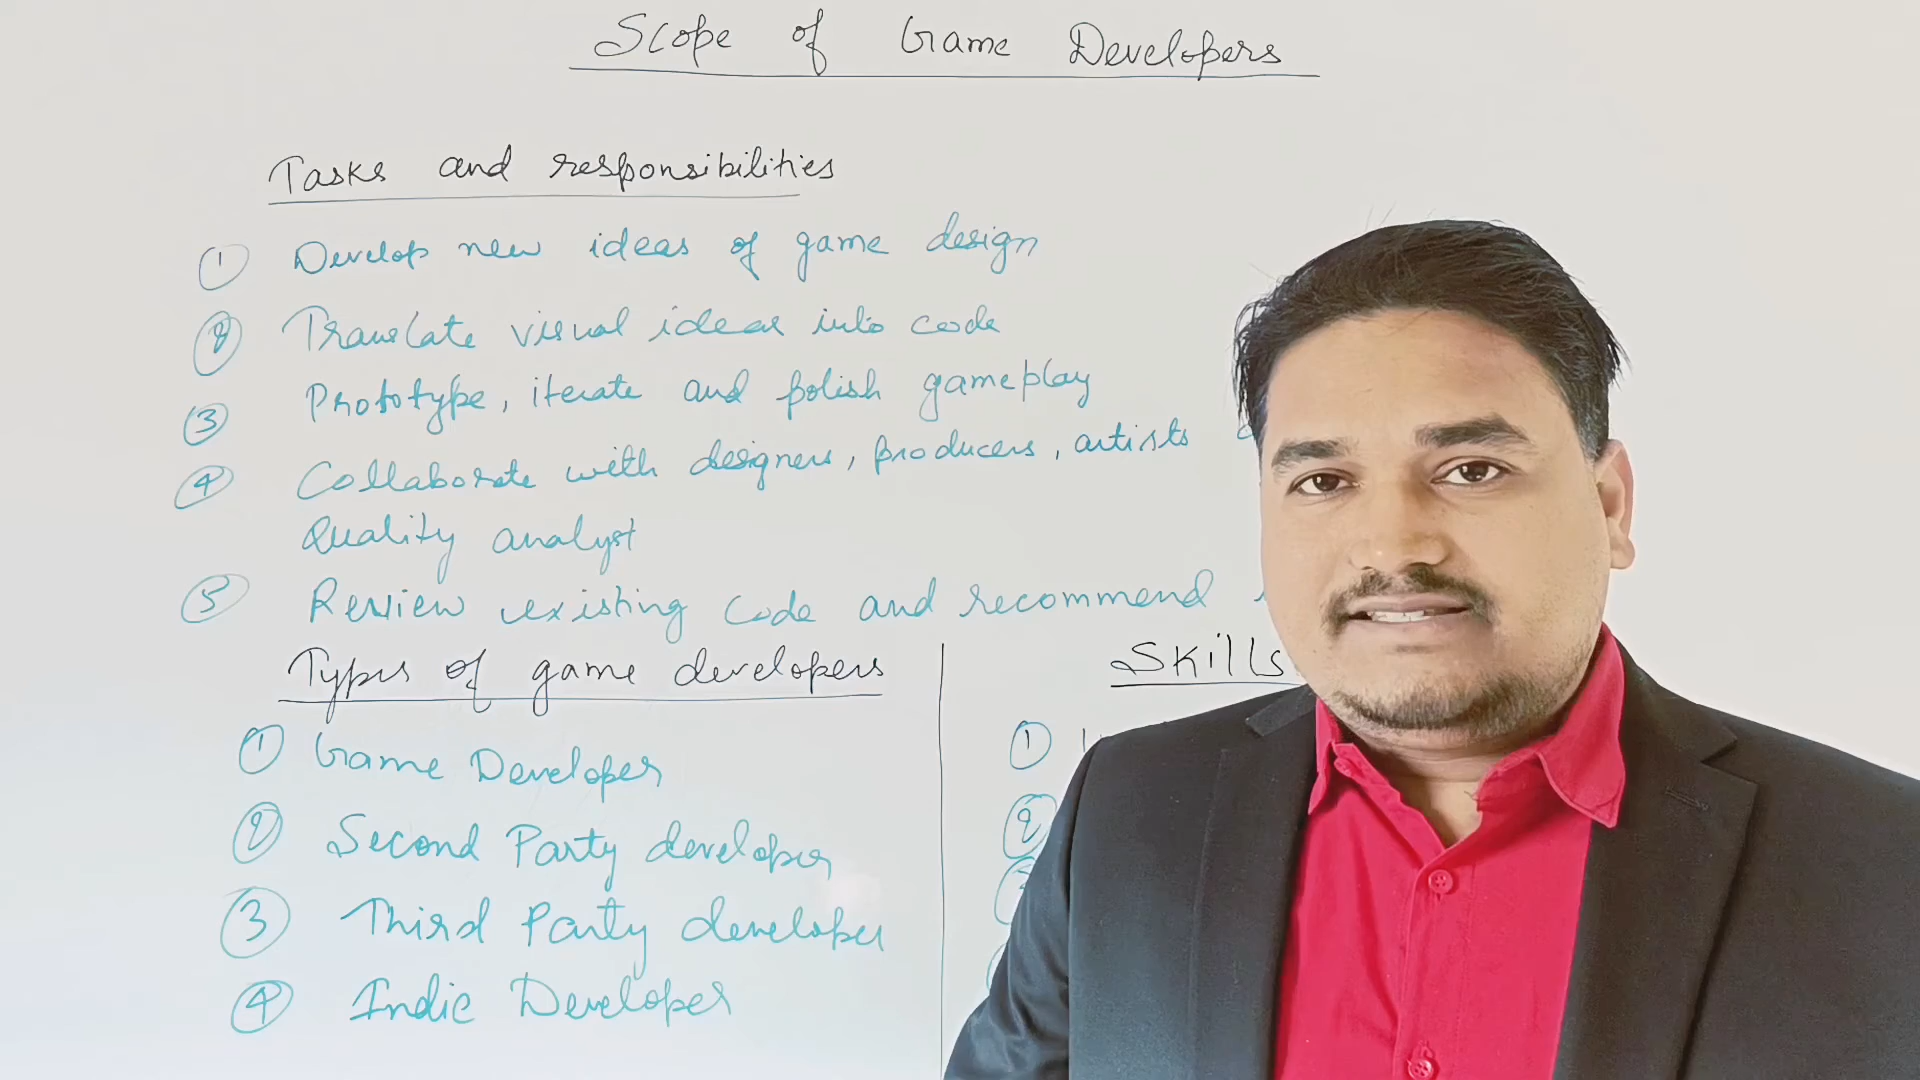 Scope of Game Developers
Tasks and responsibilities
① Develop new ideas of game design
② Translate visual ideas into code
③ Prototype, iterate and polish gameplay
④ Collaborate with designers, producers, artists
Quality analyst
⑤ Review existing code and recommend
Types of game developers
① Game Developer
② Second Party developer
③ Third Party developer
④ Indie Developer
Skills
①
②
③